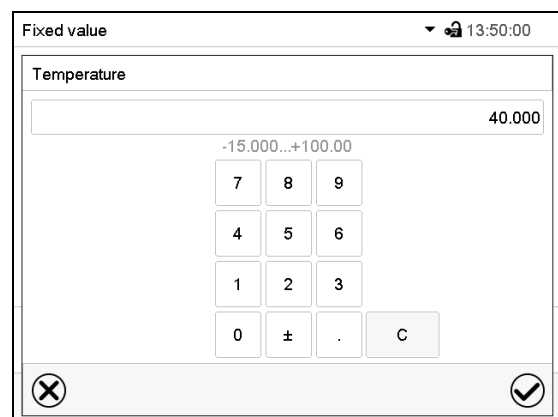 Fixed value 13:50:00
Temperature
40.000
-15.000...+100.00
7 8 9
4 5 6
1 2 3
0 ± . C